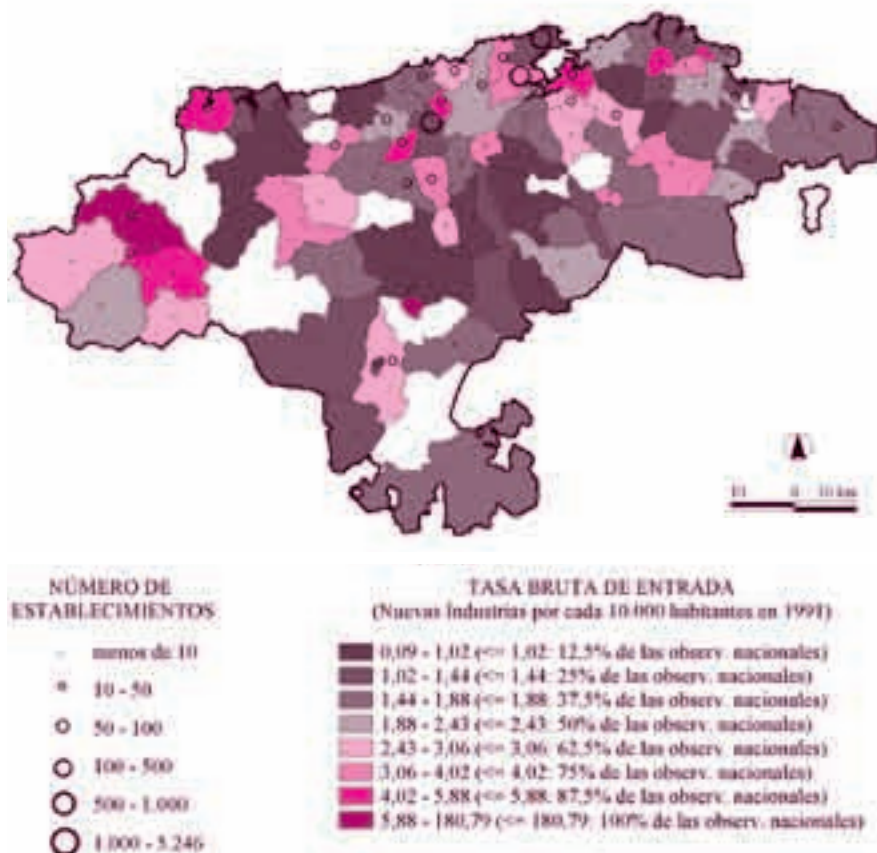 10 0 10 km
NÚMERO DE
ESTABLECIMIENTOS
menos de 10
10 - 50
50 - 100
100 - 500
500 - 1.000
1.000 - 5.246
TASA BRUTA DE ENTRADA
(Nuevas Industrias por cada 10.000 habitantes en 1991)
0,09 - 1,02 (<= 1,02: 12,5% de las observ. nacionales)
1,02 - 1,44 (<= 1,44: 25% de las observ. nacionales)
1,44 - 1,88 (<= 1,88: 37,5% de las observ. nacionales)
1,88 - 2,43 (<= 2,43: 50% de las observ. nacionales)
2,43 - 3,06 (<= 3,06: 62,5% de las observ. nacionales)
3,06 - 4,02 (<= 4,02: 75% de las observ. nacionales)
4,02 - 5,88 (<= 5,88: 87,5% de las observ. nacionales)
5,88 - 180,79 (<= 180,79: 100% de las observ. nacionales)